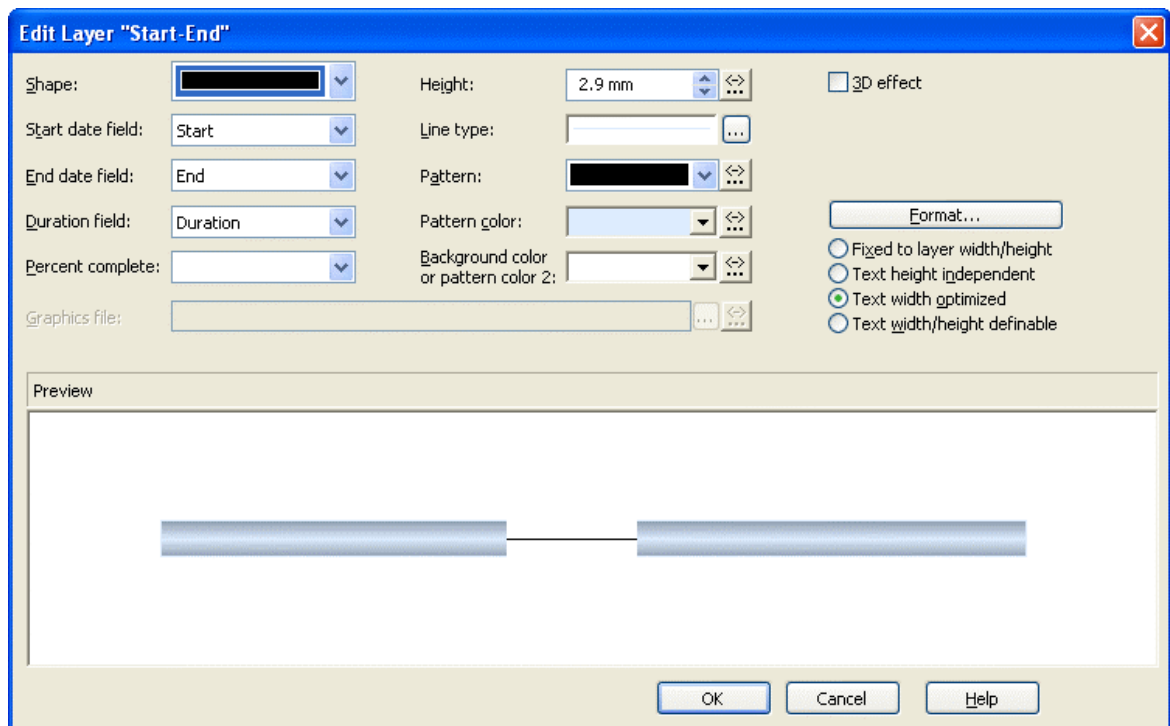 Edit Layer "Start-End"
Shape:
Height:
2.9 mm
3D effect
Start date field:
Start
Line type:
...
End date field:
End
Pattern:
Duration field:
Duration
Pattern color:
Format...
Percent complete:
Background color
or pattern color 2:
Fixed to layer width/height
Text height independent
Text width optimized
Text width/height definable
Graphics file:
...
Preview
OK
Cancel
Help